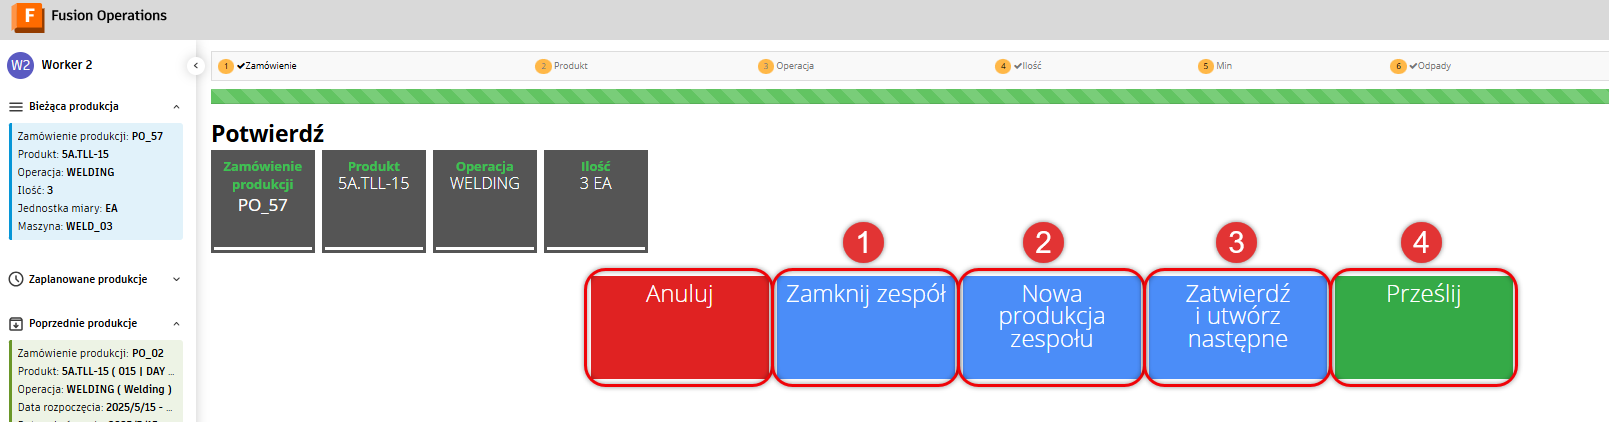 F Fusion Operations
W2 Worker 2
1 Zamówienie
2 Produkt
3 Operacja
4 Ilość
5 Min
6 Odpady
Bieżąca produkcja
Zamówienie produkcji: PO_57
Produkt: 5A.TLL-15
Operacja: WELDING
Ilość: 3
Jednostka miary: EA
Maszyna: WELD_03
Zaplanowane produkcje
Poprzednie produkcje
Zamówienie produkcji: PO_02
Produkt: 5A.TLL-15 ( 015 | DAY ...
Operacja: WELDING ( Welding )
Data rozpoczęcia: 2025/5/15 - ...
Potwierdź
Zamówienie
produkcji
PO_57
Produkt
5A.TLL-15
Operacja
WELDING
Ilość
3 EA
1
2
3
4
Anuluj
Zamknij zespół
Nowa
produkcja
zespołu
Zatwierdź
i utwórz
następne
Prześlij